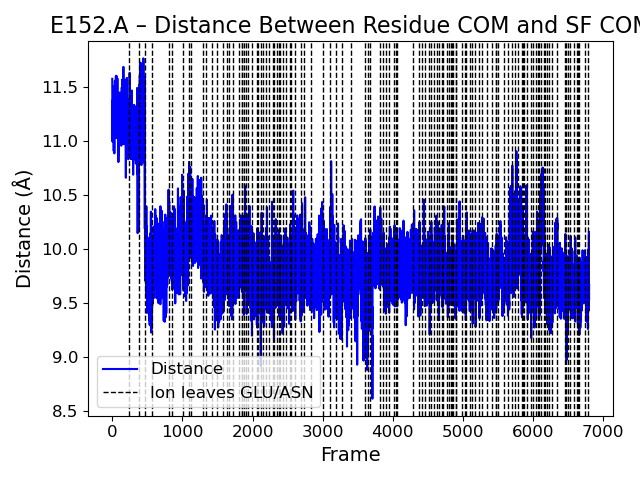 E152.A – Distance Between Residue COM and SF COM
Distance (Å)
11.5
11.0
10.5
10.0
9.5
9.0
8.5
Distance
Ion leaves GLU/ASN
0 1000 2000 3000 4000 5000 6000 7000
Frame